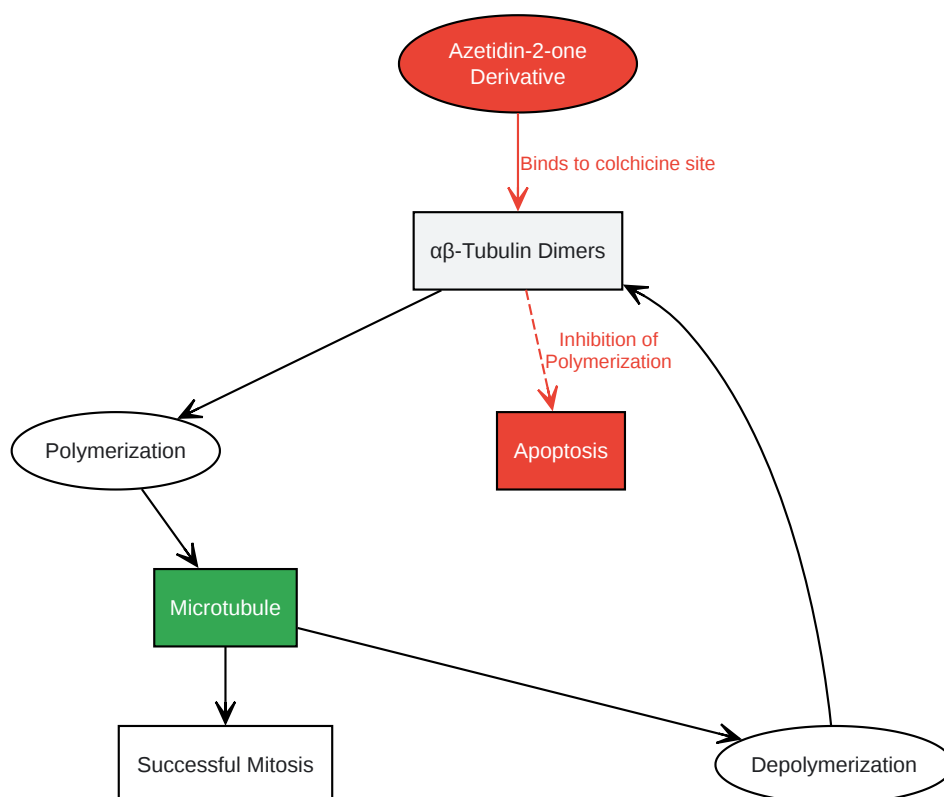 Azetidin-2-one
Derivative
Binds to colchicine site
αβ-Tubulin Dimers
Inhibition of
Polymerization
Polymerization
Apoptosis
Microtubule
Successful Mitosis
Depolymerization